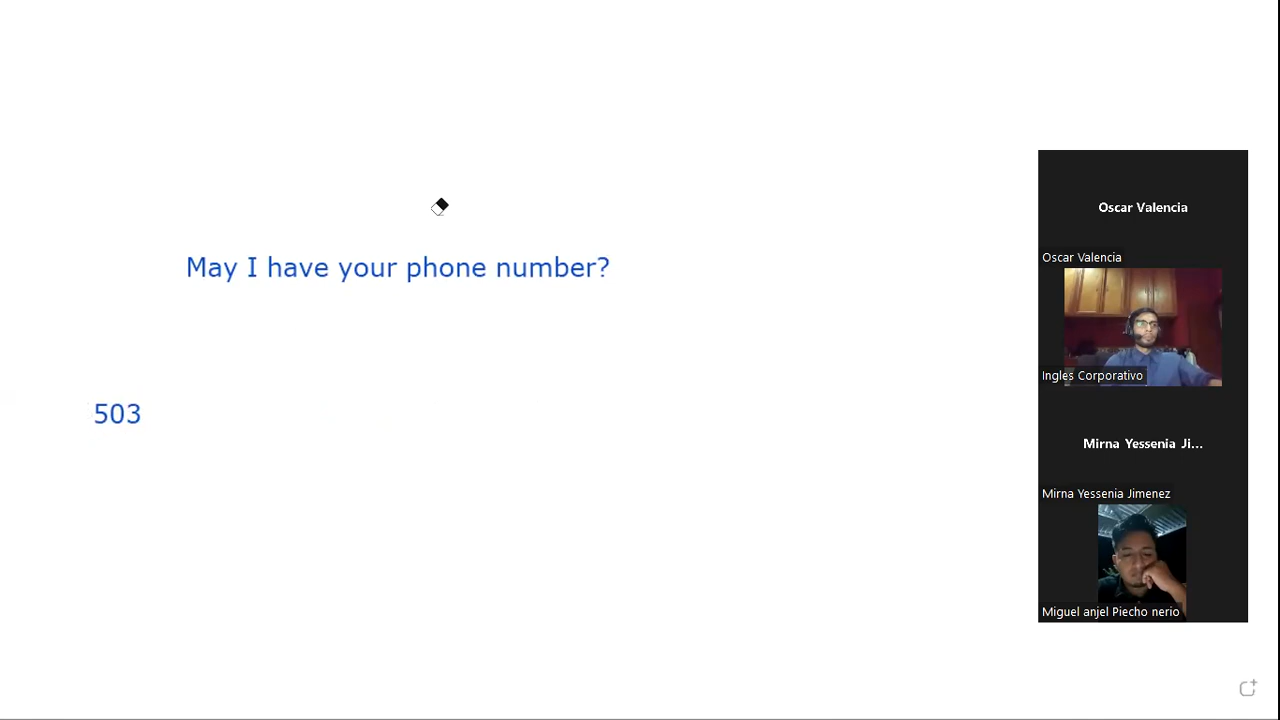 May I have your phone number?
503
Oscar Valencia
Oscar Valencia
Ingles Corporativo
Mirna Yessenia Ji...
Mirna Yessenia Jimenez
Miguel anjel Piecho nerio